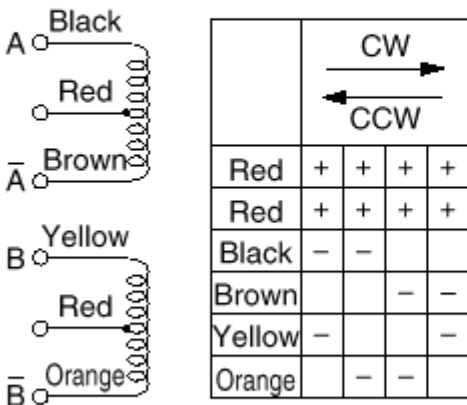 A Black
Red
A̅ Brown
B Yellow
Red
B̅ Orange
CW
CCW
Red + + + +
Red + + + +
Black − −
Brown − −
Yellow − −
Orange − −